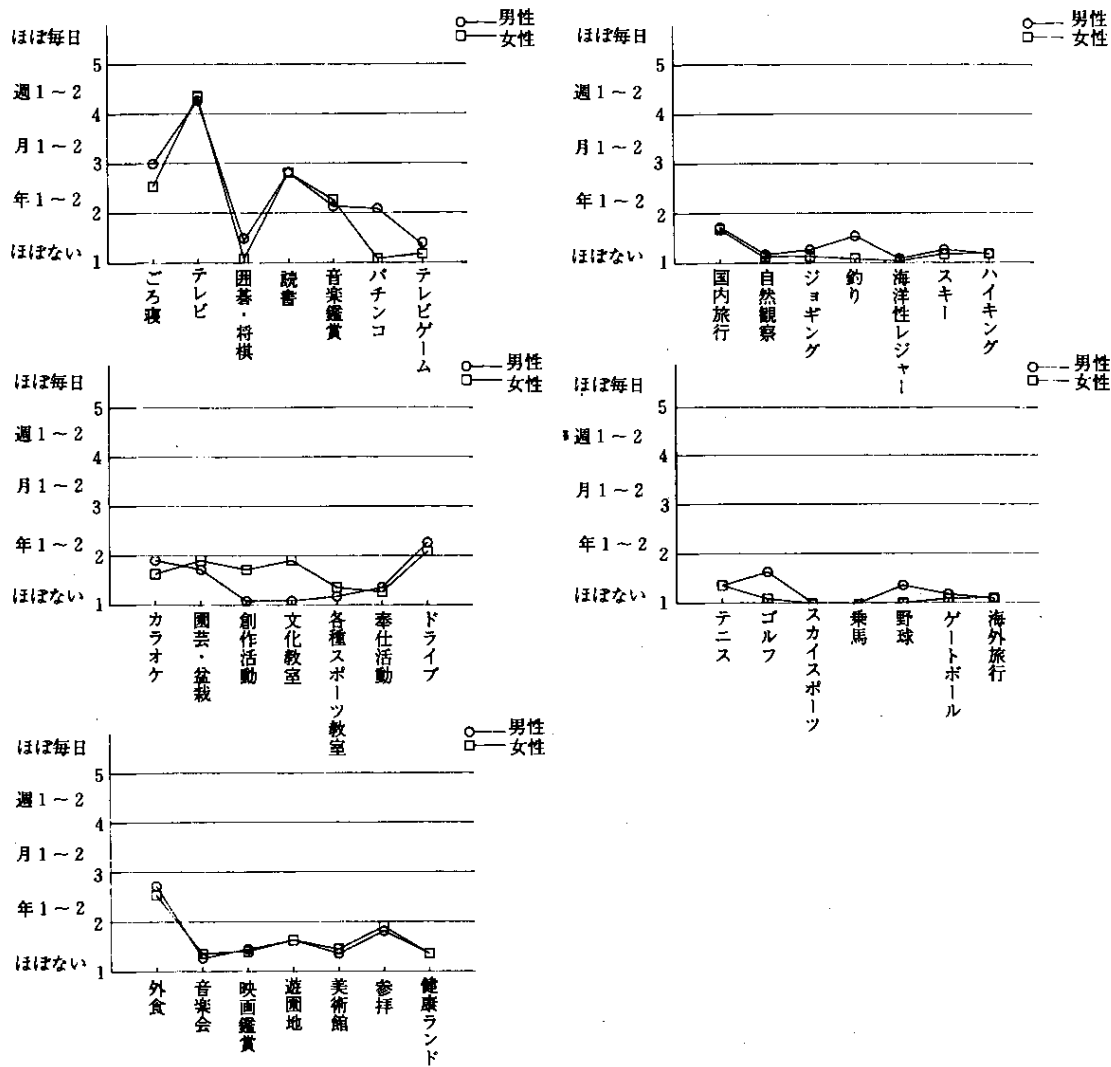 ほぼ毎日
週1～2
月1～2
年1～2
ほぼない
5
4
3
2
1
男性
女性
ごろ寝
テレビ
囲碁・将棋
読書
音楽鑑賞
パチンコ
テレビゲーム
ほぼ毎日
週1～2
月1～2
年1～2
ほぼない
5
4
3
2
1
男性
女性
国内旅行
自然観察
ジョギング
釣り
海洋性レジャー
スキー
ハイキング
ほぼ毎日
週1～2
月1～2
年1～2
ほぼない
5
4
3
2
1
男性
女性
カラオケ
園芸・盆栽
創作活動
文化教室
各種スポーツ教室
奉仕活動
ドライブ
ほぼ毎日
週1～2
月1～2
年1～2
ほぼない
5
4
3
2
1
男性
女性
テニス
ゴルフ
スカイスポーツ
乗馬
野球
ゲートボール
海外旅行
ほぼ毎日
週1～2
月1～2
年1～2
ほぼない
5
4
3
2
1
男性
女性
外食
音楽会
映画鑑賞
遊園地
美術館
参拝
健康ランド